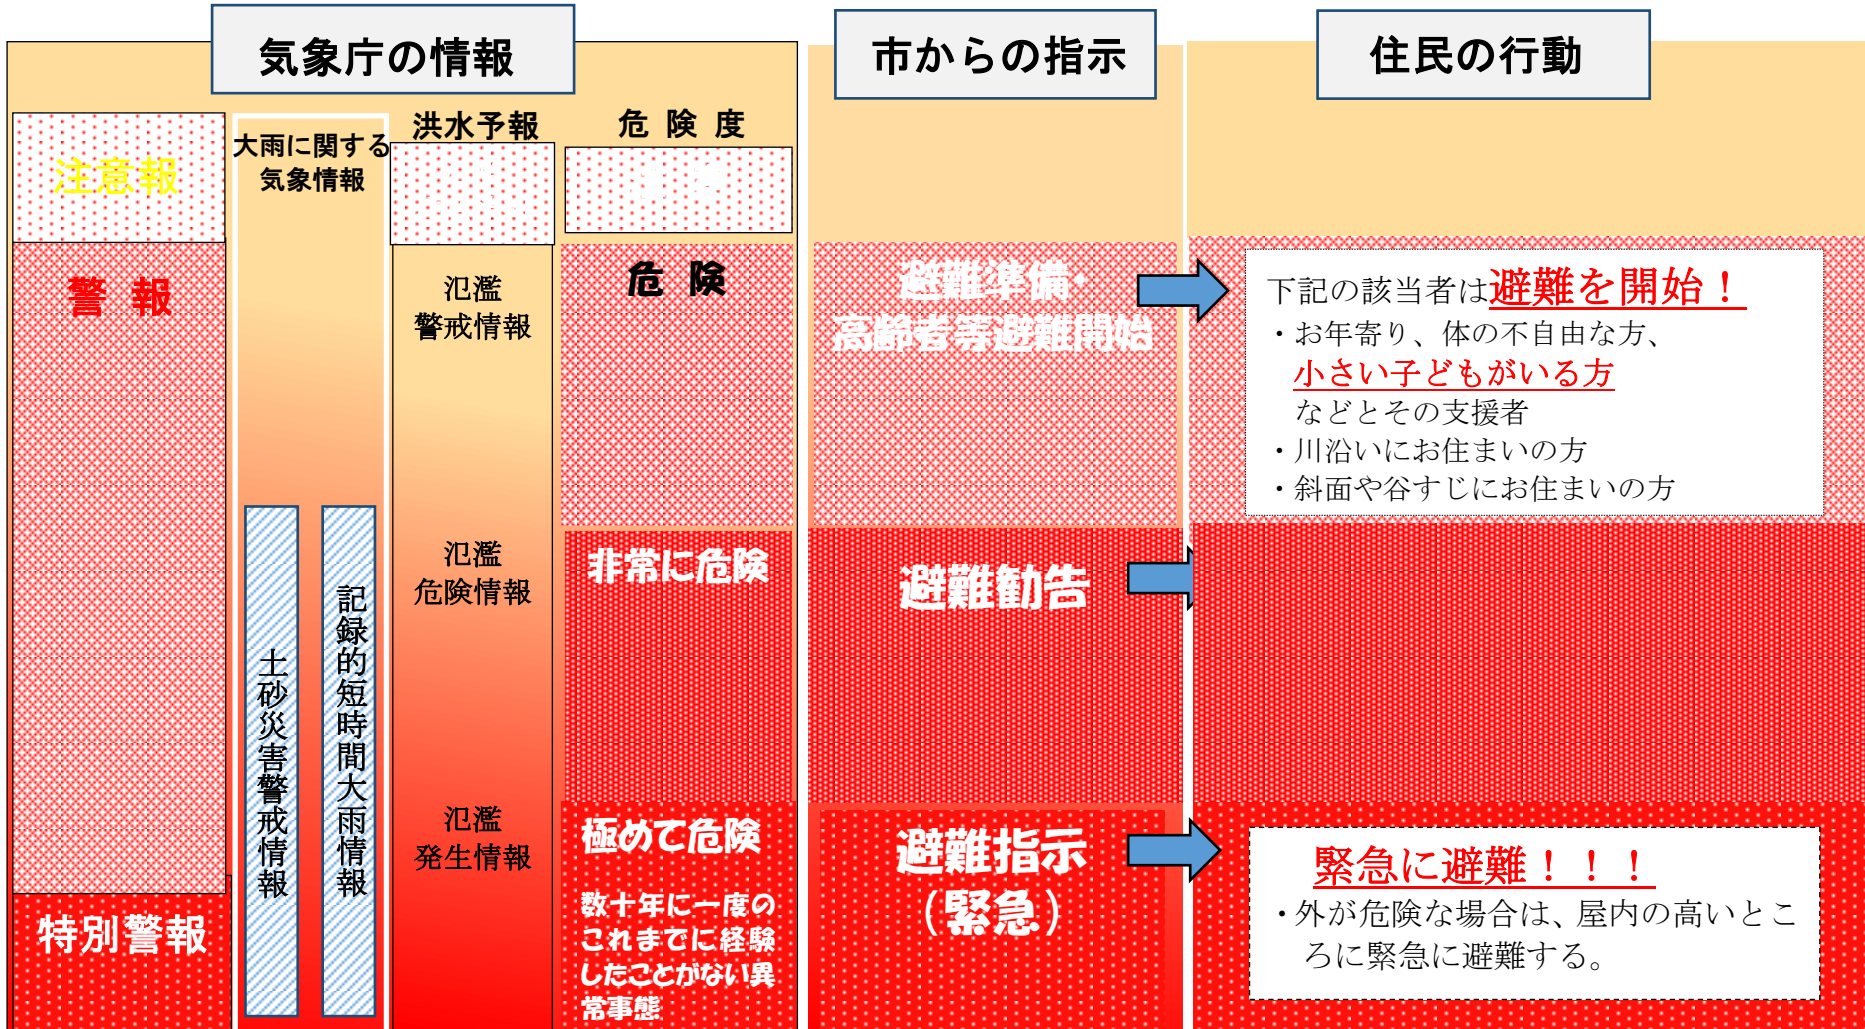 気象庁の情報
市からの指示
住民の行動
注意報
大雨に関する
気象情報
洪水予報
危険度
警報
氾濫
警戒情報
危険
避難準備・
高齢者等避難開始
下記の該当者は避難を開始！
・お年寄り、体の不自由な方、
小さい子どもがいる方
などとその支援者
・川沿いにお住まいの方
・斜面や谷すじにお住まいの方
土砂災害警戒情報
記録的短時間大雨情報
氾濫
危険情報
非常に危険
避難勧告
氾濫
発生情報
極めて危険
数十年に一度の
これまでに経験
したことがない異
常事態
避難指示
（緊急）
緊急に避難！！！
・外が危険な場合は、屋内の高いとこ
ろに緊急に避難する。
特別警報